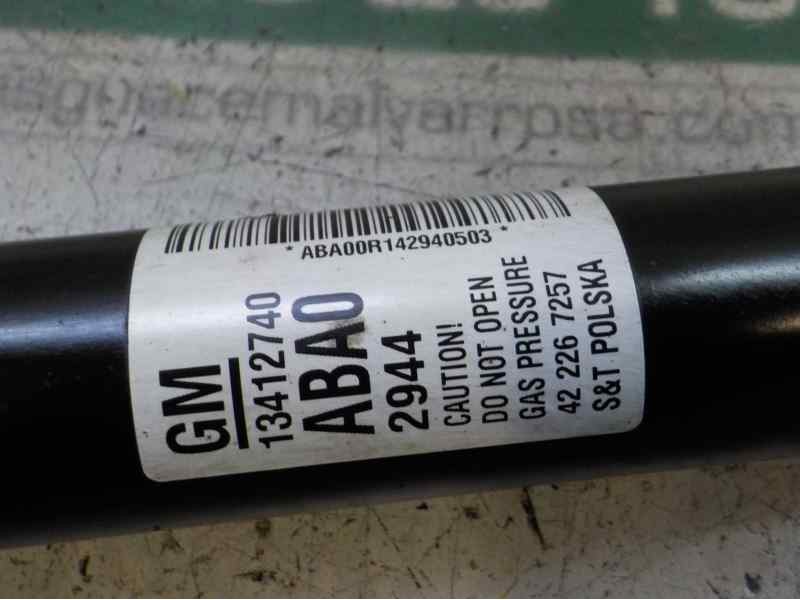 * ABA00R142940503 *
GM
13412740
ABA0
2944
CAUTION!
DO NOT OPEN
GAS PRESSURE
42 226 7257
S&T POLSKA